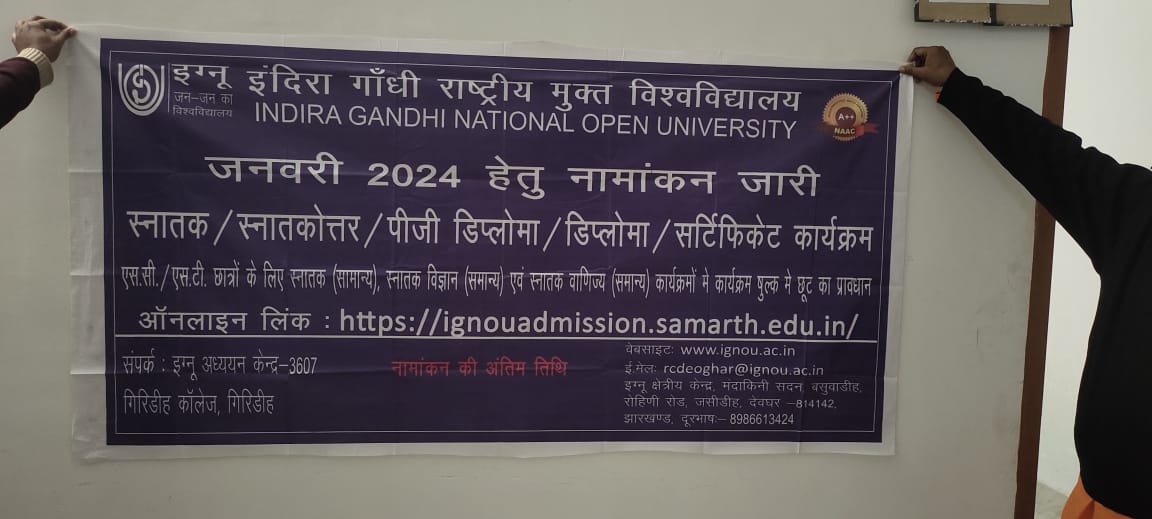 इग्नू इंदिरा गाँधी राष्ट्रीय मुक्त विश्वविद्यालय
जन-जन का
विश्वविद्यालय
INDIRA GANDHI NATIONAL OPEN UNIVERSITY
A++
NAAC
जनवरी 2024 हेतु नामांकन जारी
स्नातक/स्नातकोत्तर/पीजी डिप्लोमा/डिप्लोमा/सर्टिफिकेट कार्यक्रम
एस.सी./एस.टी. छात्रों के लिए स्नातक (सामान्य), स्नातक विज्ञान (समान्य) एवं स्नातक वाणिज्य (समान्य) कार्यक्रमों मे कार्यक्रम षुल्क मे छूट का प्रावधान
ऑनलाइन लिंक : https://ignouadmission.samarth.edu.in/
संपर्क : इग्नू अध्ययन केन्द्र-3607
गिरिडीह कॉलेज, गिरिडीह
नामांकन की अंतिम तिथि
वेबसाइटः www.ignou.ac.in
ई.मेलः rcdeoghar@ignou.ac.in
इग्नू क्षेत्रीय केन्द्र, मंदाकिनी सदन, बसुवाडीह,
रोहिणी रोड, जसीडीह, देवघर -814142,
झारखण्ड, दूरभाषः- 8986613424